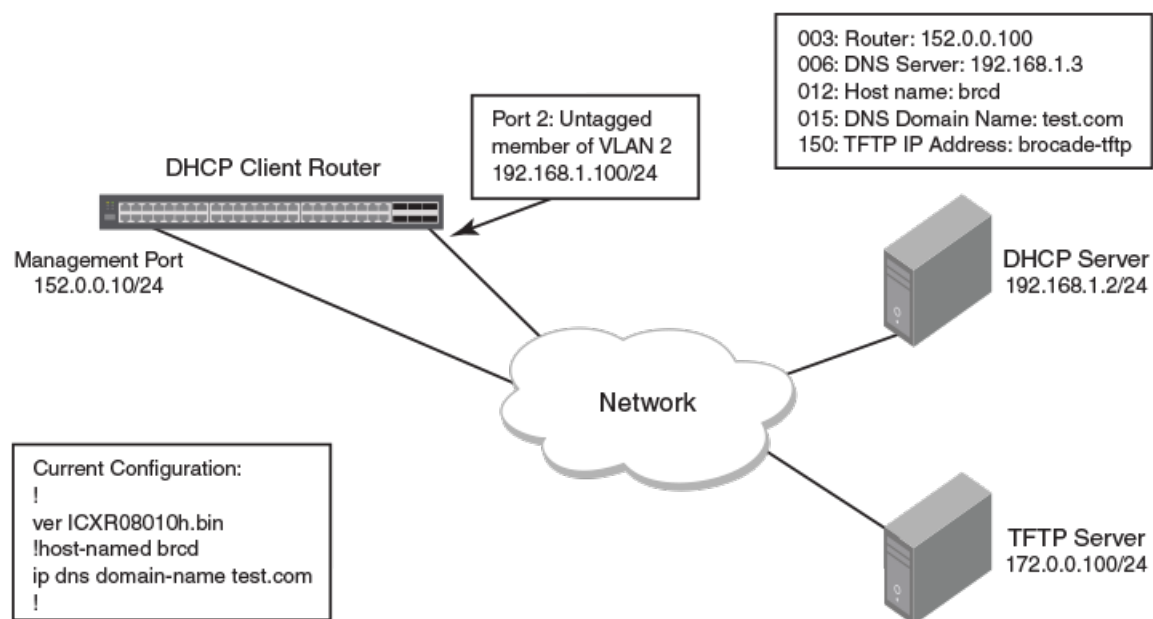 003: Router: 152.0.0.100
006: DNS Server: 192.168.1.3
012: Host name: brcd
015: DNS Domain Name: test.com
150: TFTP IP Address: brocade-tftp
Port 2: Untagged
member of VLAN 2
192.168.1.100/24
DHCP Client Router
Management Port
152.0.0.10/24
DHCP Server
192.168.1.2/24
Network
Current Configuration:
!
ver ICXR08010h.bin
!host-named brcd
ip dns domain-name test.com
!
TFTP Server
172.0.0.100/24